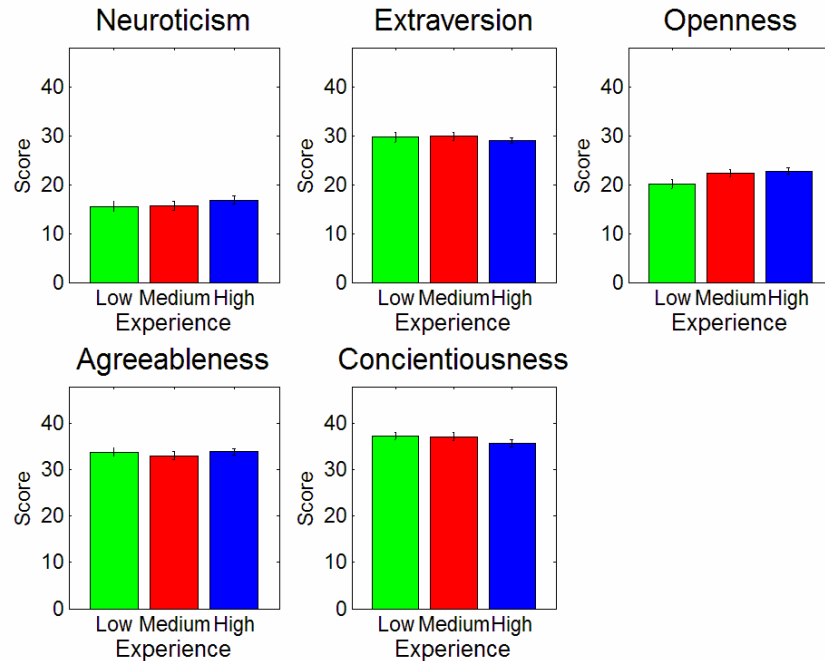 Neuroticism
Extraversion
Openness
Score
40
30
20
10
0
Low Medium High
Experience
Score
40
30
20
10
0
Low Medium High
Experience
Score
40
30
20
10
0
Low Medium High
Experience
Agreeableness
Concientiousness
Score
40
30
20
10
0
Low Medium High
Experience
Score
40
30
20
10
0
Low Medium High
Experience